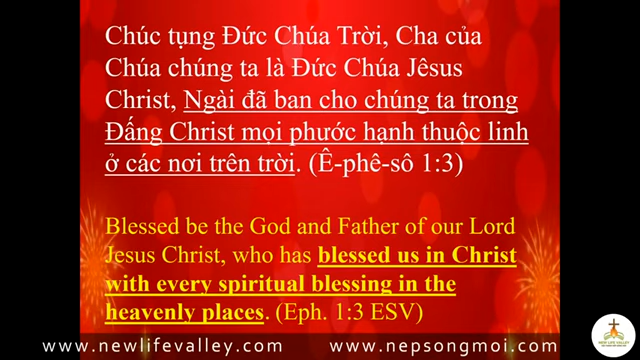 Chúc tụng Đức Chúa Trời, Cha của
Chúa chúng ta là Đức Chúa Jêsus
Christ, Ngài đã ban cho chúng ta trong
Đấng Christ mọi phước hạnh thuộc linh
ở các nơi trên trời. (Ê-phê-sô 1:3)
Blessed be the God and Father of our Lord
Jesus Christ, who has blessed us in Christ
with every spiritual blessing in the
heavenly places. (Eph. 1:3 ESV)
www.newlifevalley.com www.nepsongmoi.com
NEW LIFE VALLEY